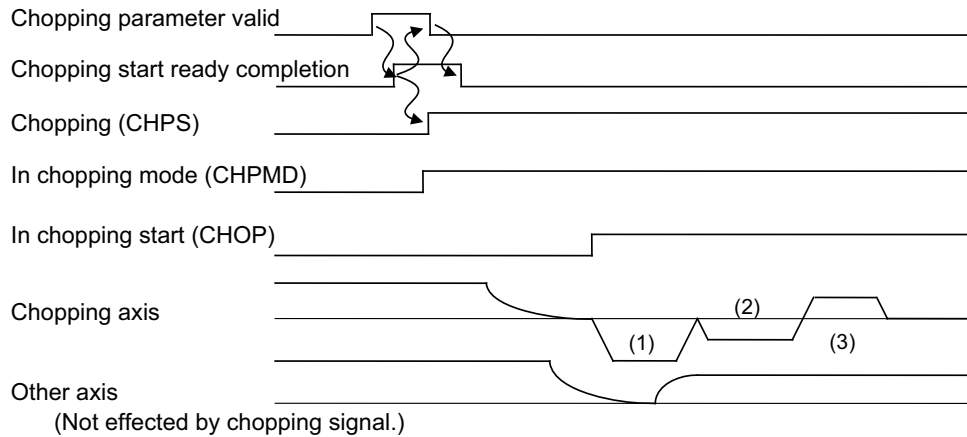 Chopping parameter valid
Chopping start ready completion
Chopping (CHPS)
In chopping mode (CHPMD)
In chopping start (CHOP)
Chopping axis
(1)
(2)
(3)
Other axis
(Not effected by chopping signal.)